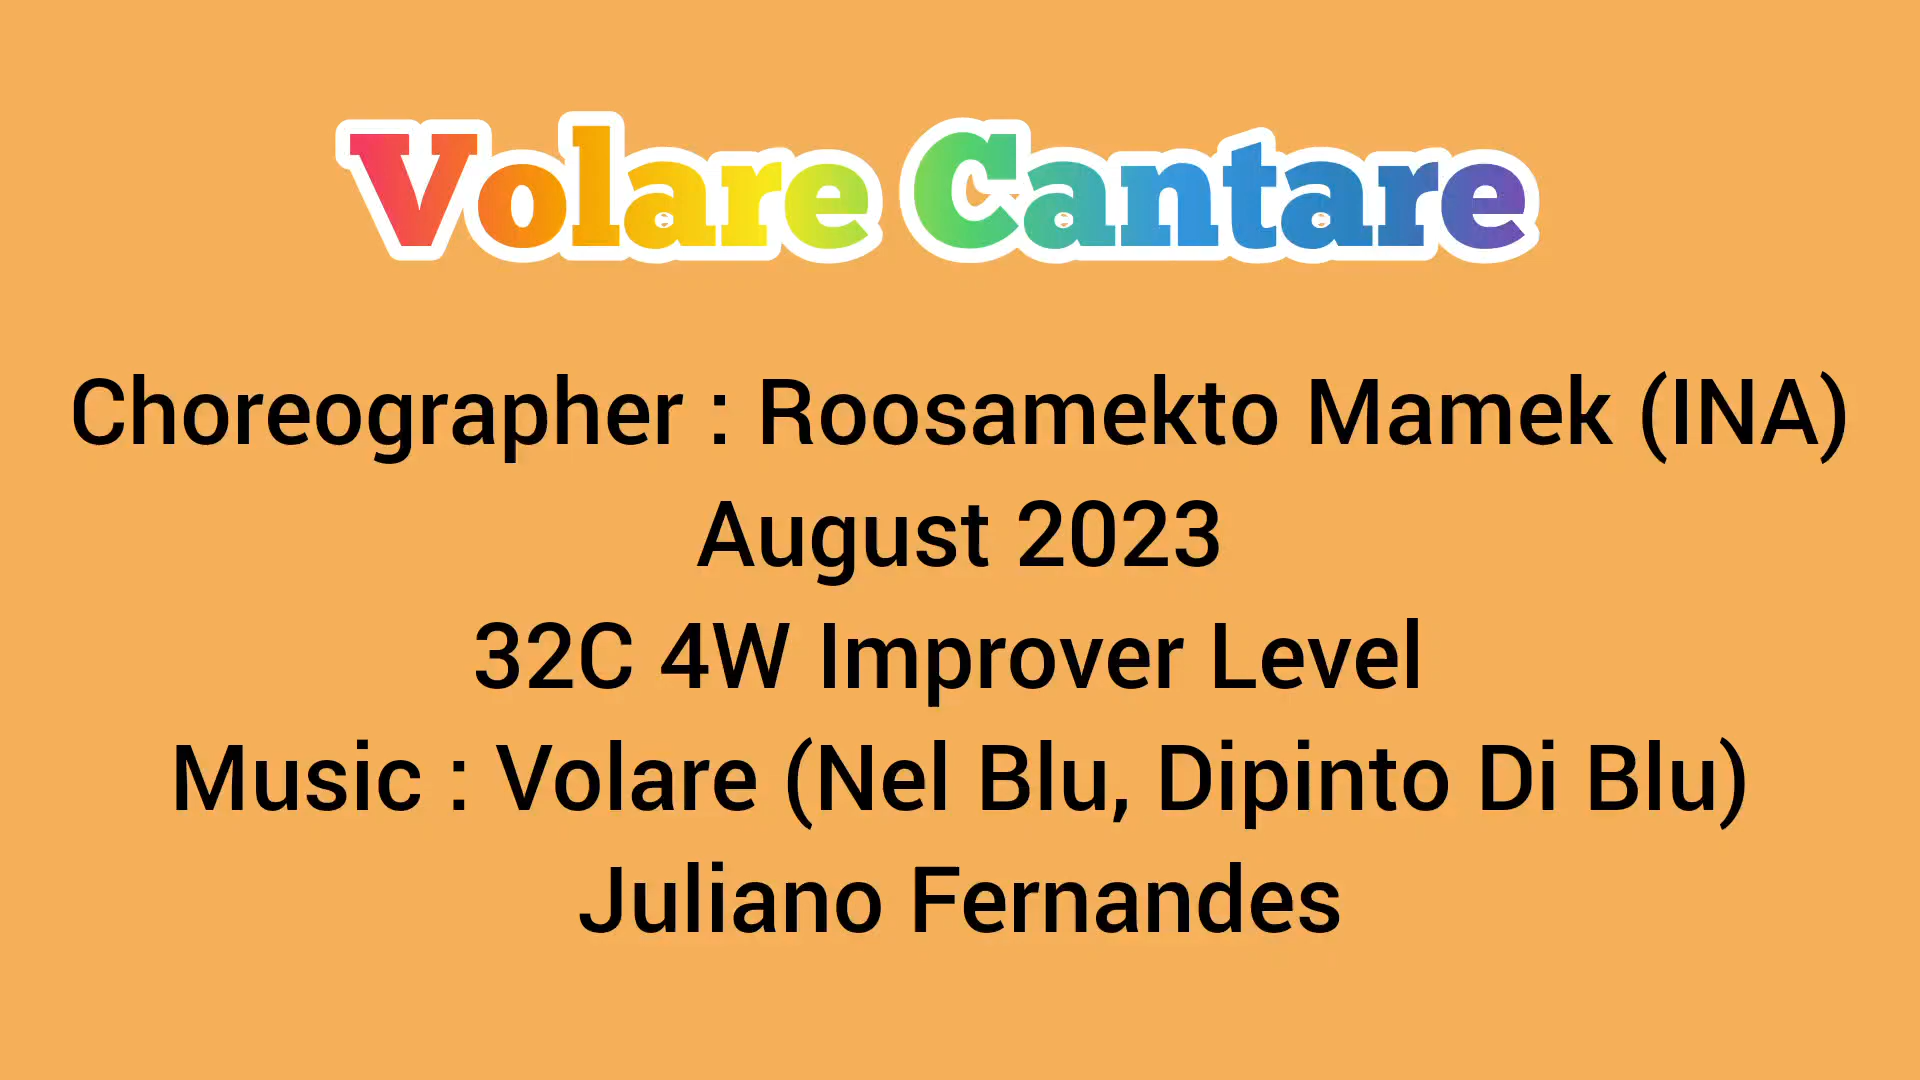 Volare Cantare
Choreographer : Roosamekto Mamek (INA)
August 2023
32C 4W Improver Level
Music : Volare (Nel Blu, Dipinto Di Blu)
Juliano Fernandes